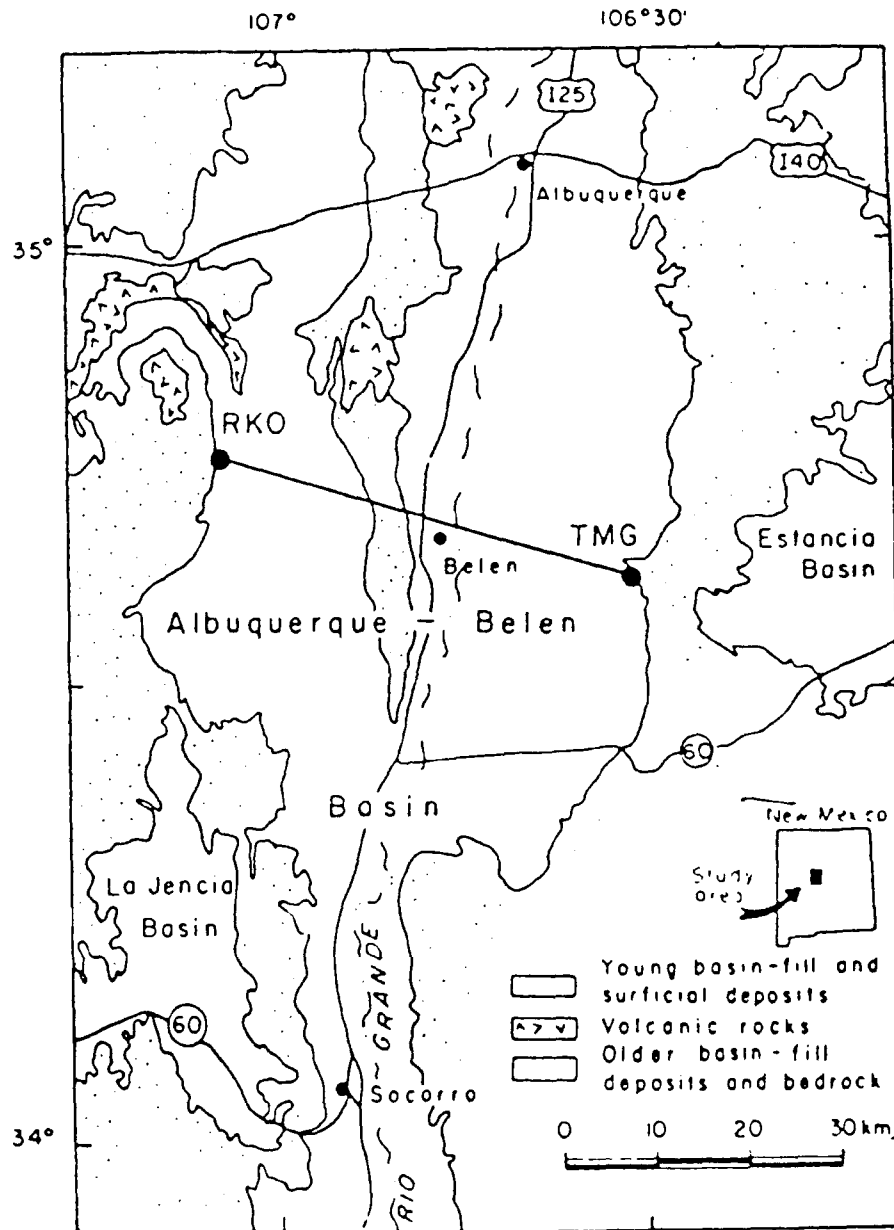 107°
106°30'
I25
I40
Albuquerque
35°
RKO
TMG
Belen
Estancia
Basin
Albuquerque - Belen
60
Basin
New Mexico
Study
area
La Jencia
Basin
Young basin-fill and
surficial deposits
60
Volcanic rocks
Older basin-fill
deposits and bedrock
Socorro
RIO GRANDE
0 10 20 30 km
34°